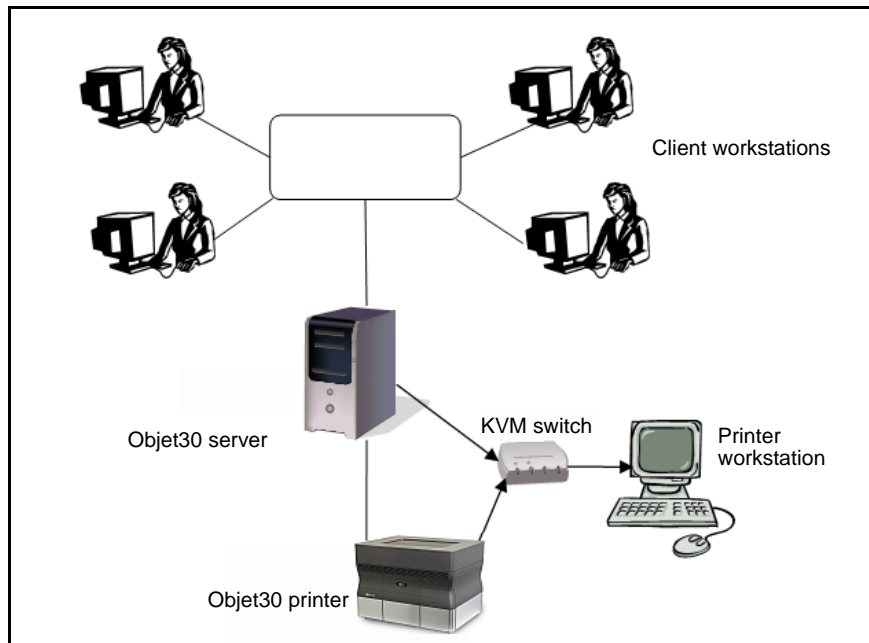 Client workstations
Objet30 server
KVM switch
Printer
workstation
Objet30 printer